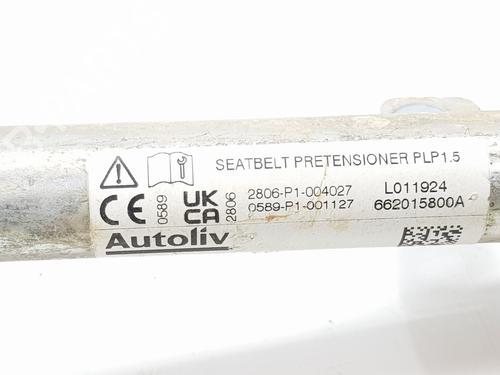 SEATBELT PRETENSIONER PLP1.5
CE 0589 UK CA 2806
2806-P1-004027 L011924
0589-P1-001127 662015800A
Autoliv